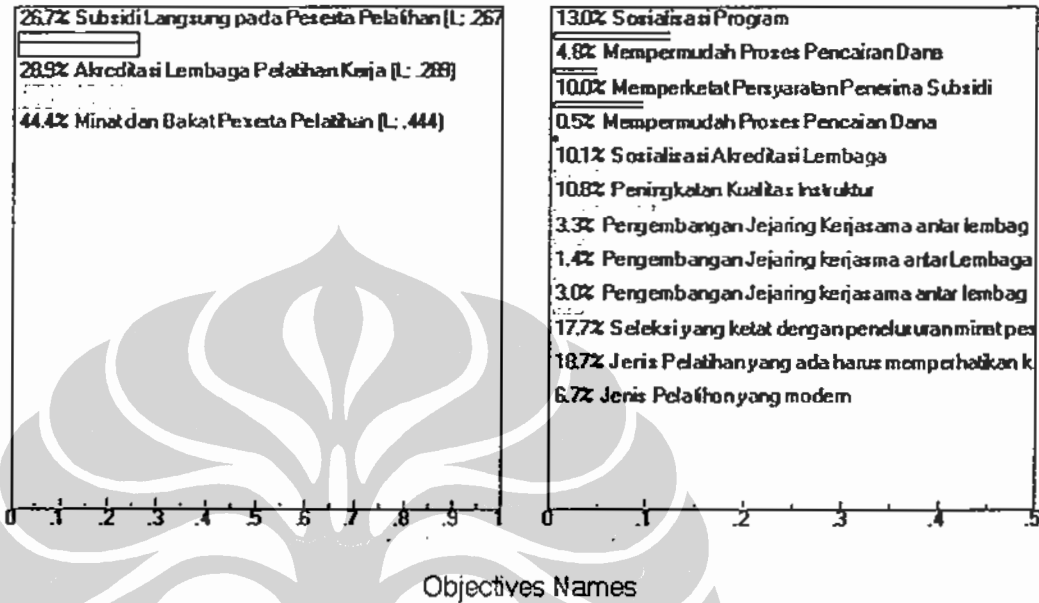 26.7% Subsidi Langsung pada Peserta Pelatihan (L: .267
28.9% Akreditasi Lembaga Pelatihan Kerja (L: .289)
44.4% Minat dan Bakat Peserta Pelatihan (L: .444)
0 .1 .2 .3 .4 .5 .6 .7 .8 .9 1
13.0% Sosialisasi Program
4.8% Mempermudah Proses Pencairan Dana
10.0% Memperketat Persyaratan Penerima Subsidi
0.5% Mempermudah Proses Pencaian Dana
10.1% Sosialisasi Akreditasi Lembaga
10.8% Peningkatan Kualitas Instruktur
3.3% Pengembangan Jejaring Kerjasama antar lembag
1.4% Pengembangan Jejaring kerjasma antar Lembaga
3.0% Pengembangan Jejaring kerjasama antar lembag
17.7% Seleksi yang ketat dengan penelusuran minat pes
18.7% Jenis Pelatihan yang ada harus memperhatikan k
6.7% Jenis Pelatihan yang modern
0 .1 .2 .3 .4 .5
Objectives Names